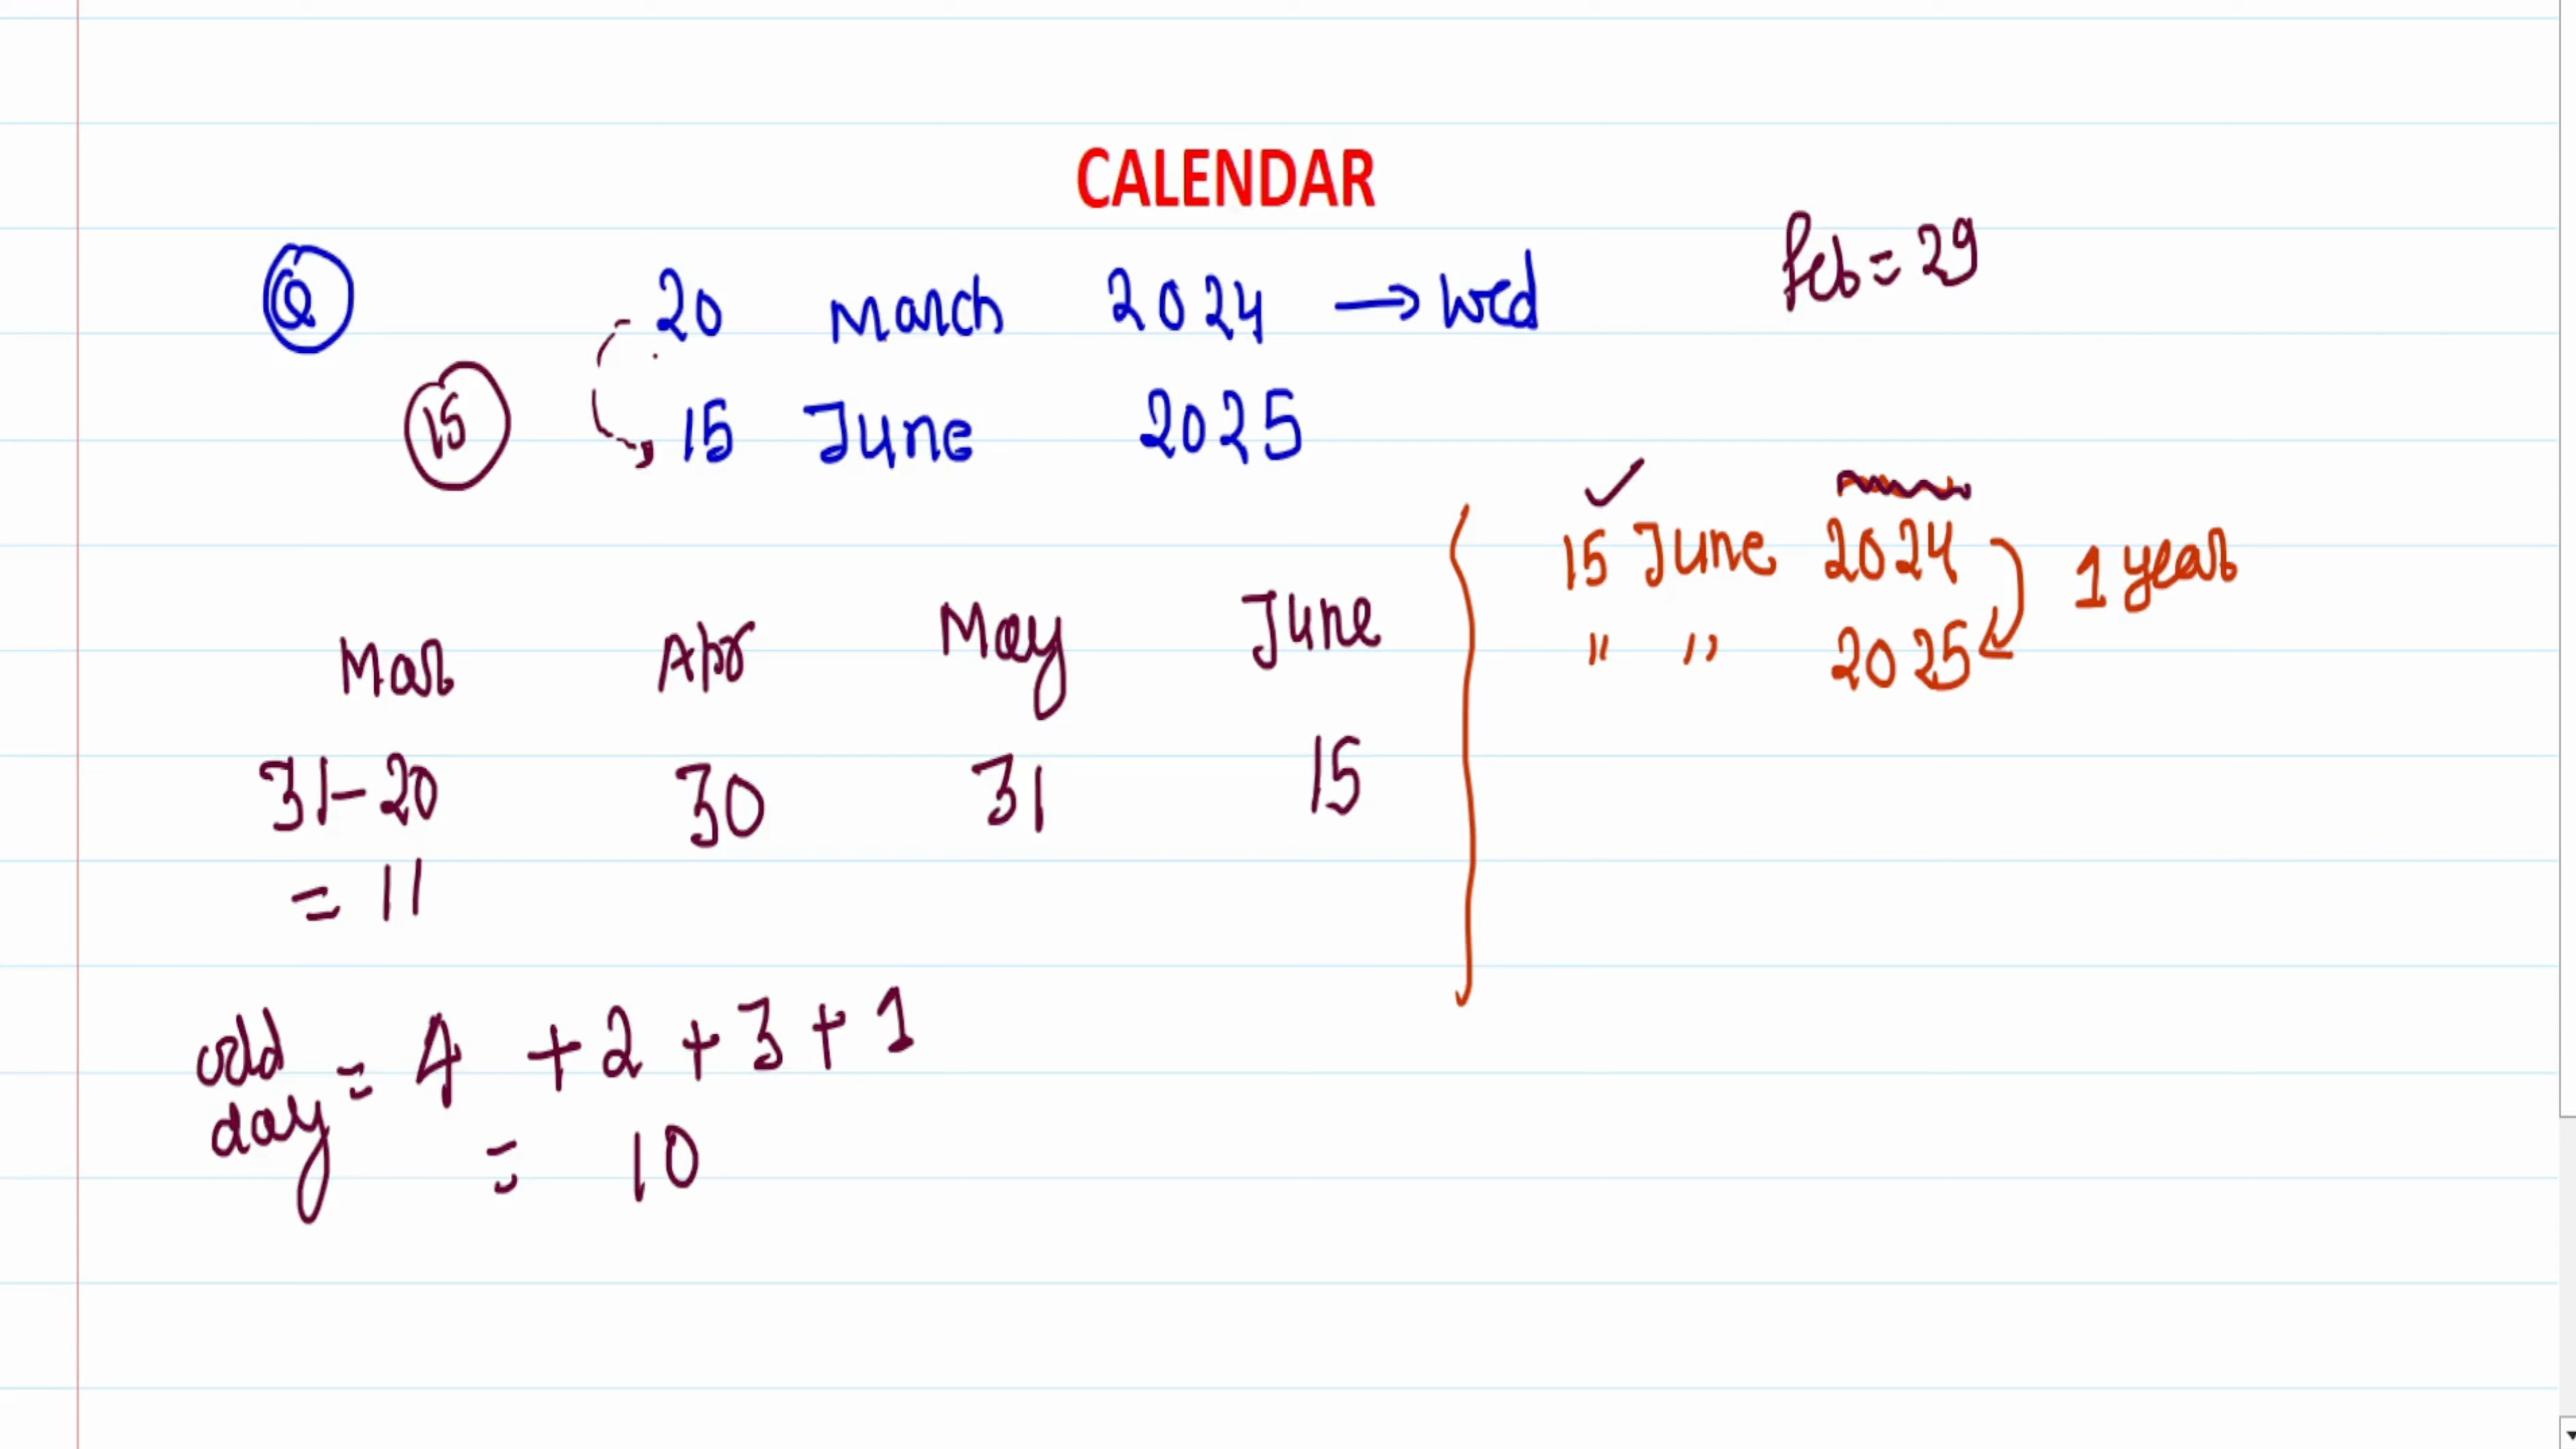 CALENDAR
Feb = 29
Q 20 March 2024 → Wed
15 15 June 2025
Mar Apr May June
31-20 30 31 15
= 11
odd day = 4 + 2 + 3 + 1
= 10
15 June 2024
" " 2025
1 year